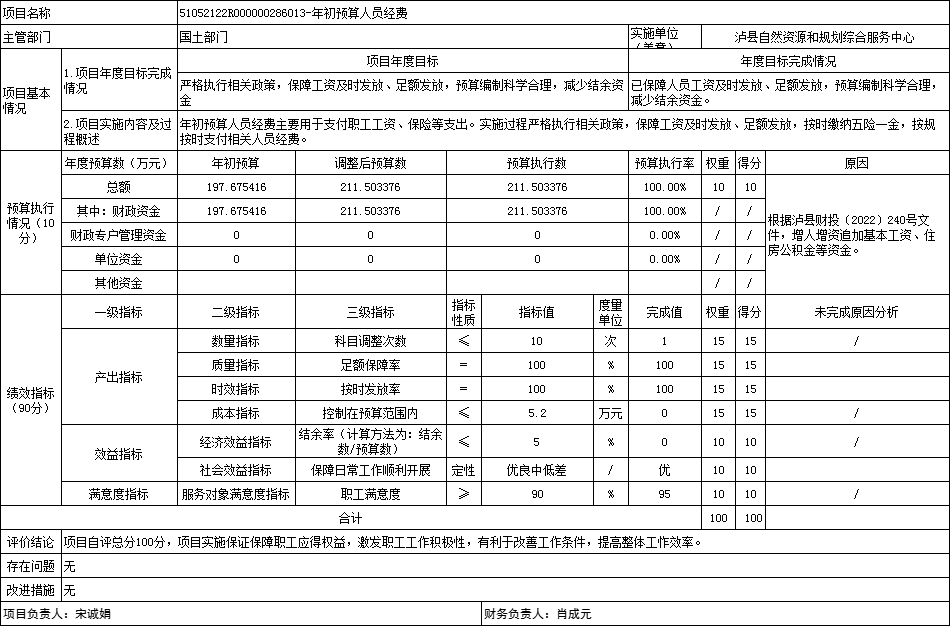 项目名称 51052122R000000286013-年初预算人员经费
主管部门 国土部门 实施单位（盖章） 泸县自然资源和规划综合服务中心
项目基本情况 1.项目年度目标完成情况 项目年度目标 年度目标完成情况
严格执行相关政策，保障工资及时发放、足额发放，预算编制科学合理，减少结余资金 已保障人员工资及时发放、足额发放，预算编制科学合理，减少结余资金。
2.项目实施内容及过程概述 年初预算人员经费主要用于支付职工工资、保险等支出。实施过程严格执行相关政策，保障工资及时发放、足额发放，按时缴纳五险一金，按规按时支付相关人员经费。
预算执行情况（10分） 年度预算数（万元） 年初预算 调整后预算数 预算执行数 预算执行率 权重 得分 原因
总额 197.675416 211.503376 211.503376 100.00% 10 10 根据泸县财投（2022）240号文件，增人增资追加基本工资、住房公积金等资金。
其中：财政资金 197.675416 211.503376 211.503376 100.00% / /
财政专户管理资金 0 0 0 0.00% / /
单位资金 0 0 0 0.00% / /
其他资金 / /
绩效指标（90分） 一级指标 二级指标 三级指标 指标性质 指标值 度量单位 完成值 权重 得分 未完成原因分析
产出指标 数量指标 科目调整次数 ≤ 10 次 1 15 15 /
质量指标 足额保障率 = 100 % 100 15 15
时效指标 按时发放率 = 100 % 100 15 15
成本指标 控制在预算范围内 ≤ 5.2 万元 0 15 15 /
效益指标 经济效益指标 结余率（计算方法为：结余数/预算数） ≤ 5 % 0 10 10 /
社会效益指标 保障日常工作顺利开展 定性 优良中低差 / 优 10 10
满意度指标 服务对象满意度指标 职工满意度 ≥ 90 % 95 10 10 /
合计 100 100
评价结论 项目自评总分100分，项目实施保证保障职工应得权益，激发职工工作积极性，有利于改善工作条件，提高整体工作效率。
存在问题 无
改进措施 无
项目负责人：宋诚娟 财务负责人：肖成元